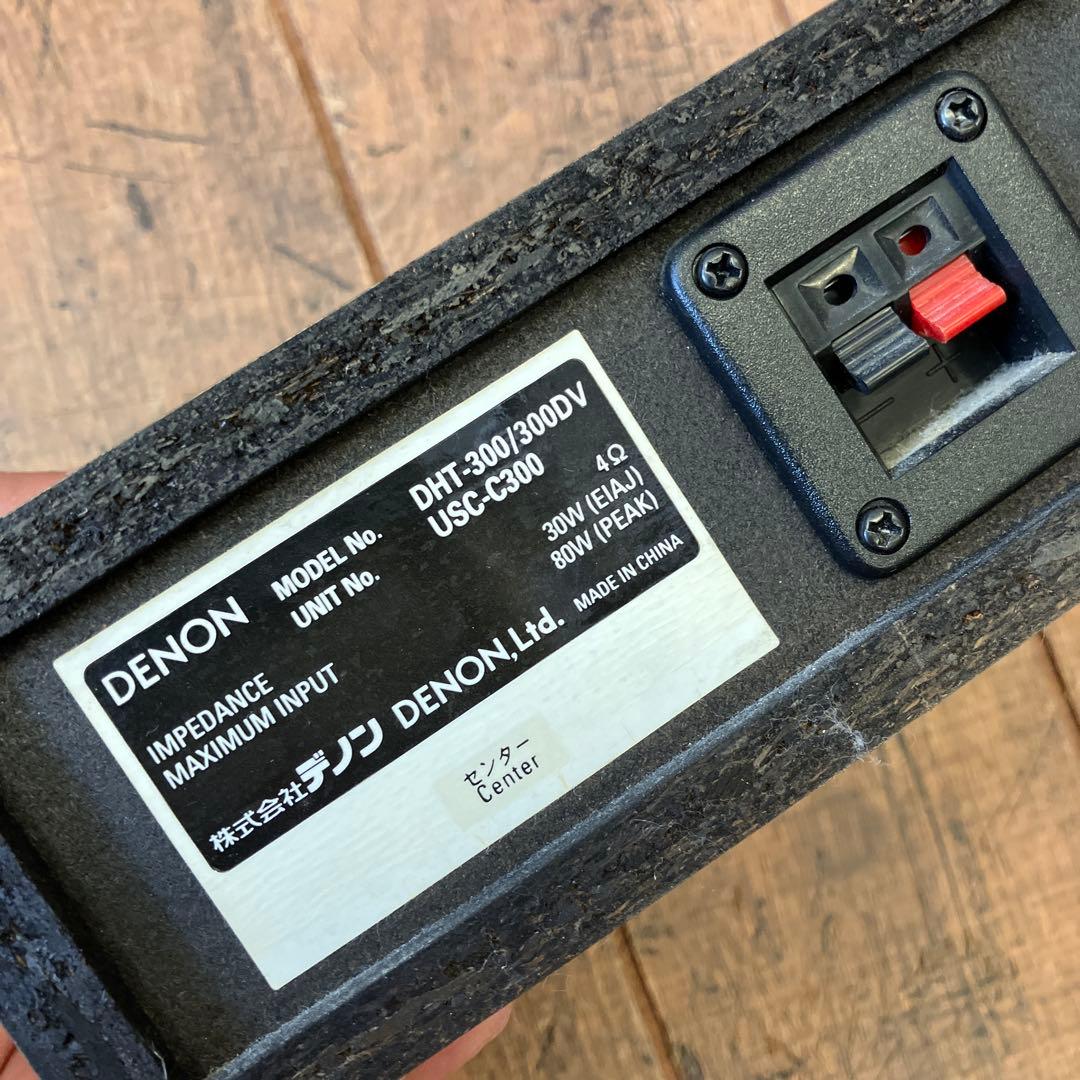 DENON MODEL No. DHT-300/300DV
UNIT No. USC-C300
IMPEDANCE 4Ω
MAXIMUM INPUT 30W (EIAJ)
80W (PEAK)
株式会社デノン DENON,Ltd. MADE IN CHINA
センター
Center
− +